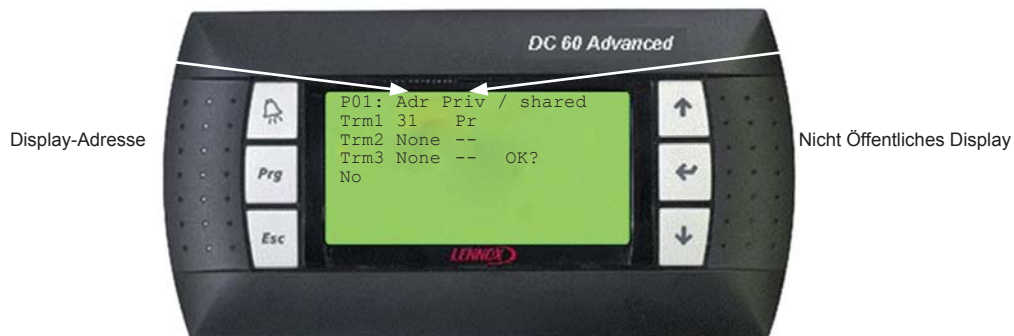 DC 60 Advanced
Display-Adresse
Nicht Öffentliches Display
P01: Adr Priv / shared
Trm1 31 Pr
Trm2 None --
Trm3 None -- OK?
No
Prg
Esc
LENNOX